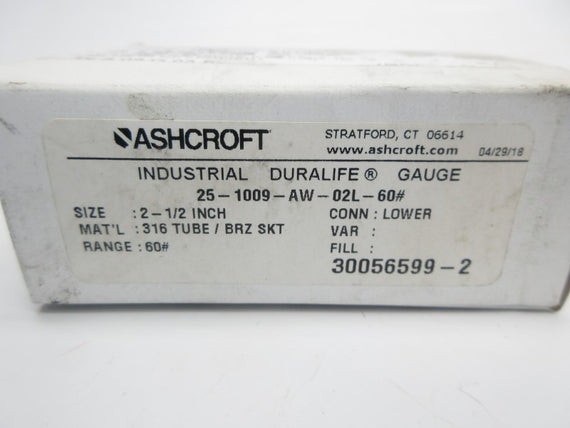 ASHCROFT
STRATFORD, CT 06614
www.ashcroft.com 04/29/18
INDUSTRIAL DURALIFE® GAUGE
25-1009-AW-02L-60#
SIZE :2-1/2 INCH CONN : LOWER
MAT'L :316 TUBE / BRZ SKT VAR :
RANGE :60# FILL :
30056599-2